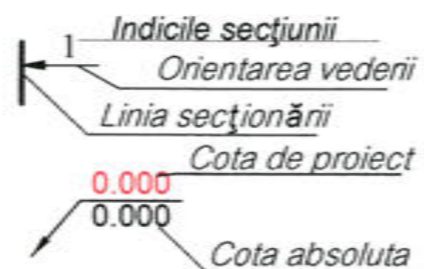 Indicile secţiunii
1
Orientarea vederii
Linia secţionării
Cota de proiect
0.000
0.000
Cota absoluta